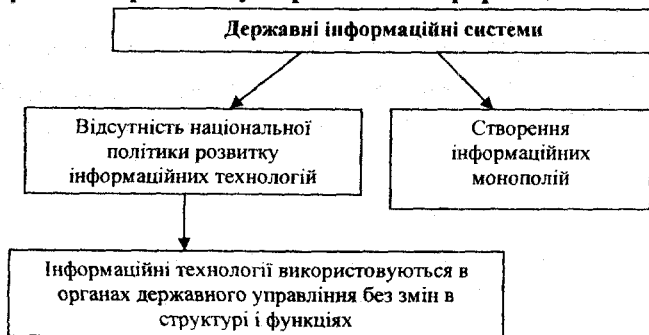 Державні інформаційні системи
Відсутність національної
політики розвитку
інформаційних технологій
Створення
інформаційних
монополій
Інформаційні технології використовуються в
органах державного управління без змін в
структурі і функціях